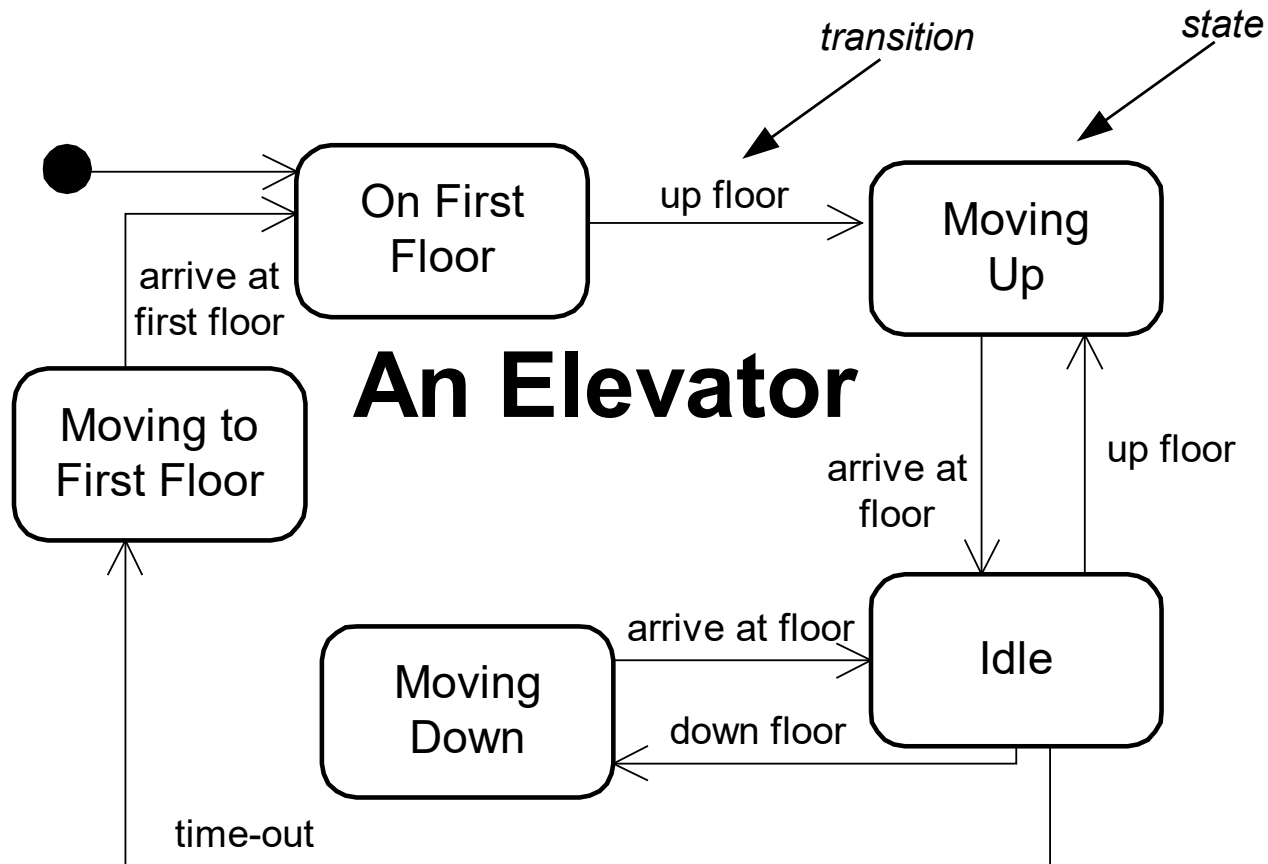 transition
state
On First
Floor
up floor
Moving
Up
arrive at
first floor
An Elevator
Moving to
First Floor
arrive at
floor
up floor
arrive at floor
Moving
Down
Idle
down floor
time-out